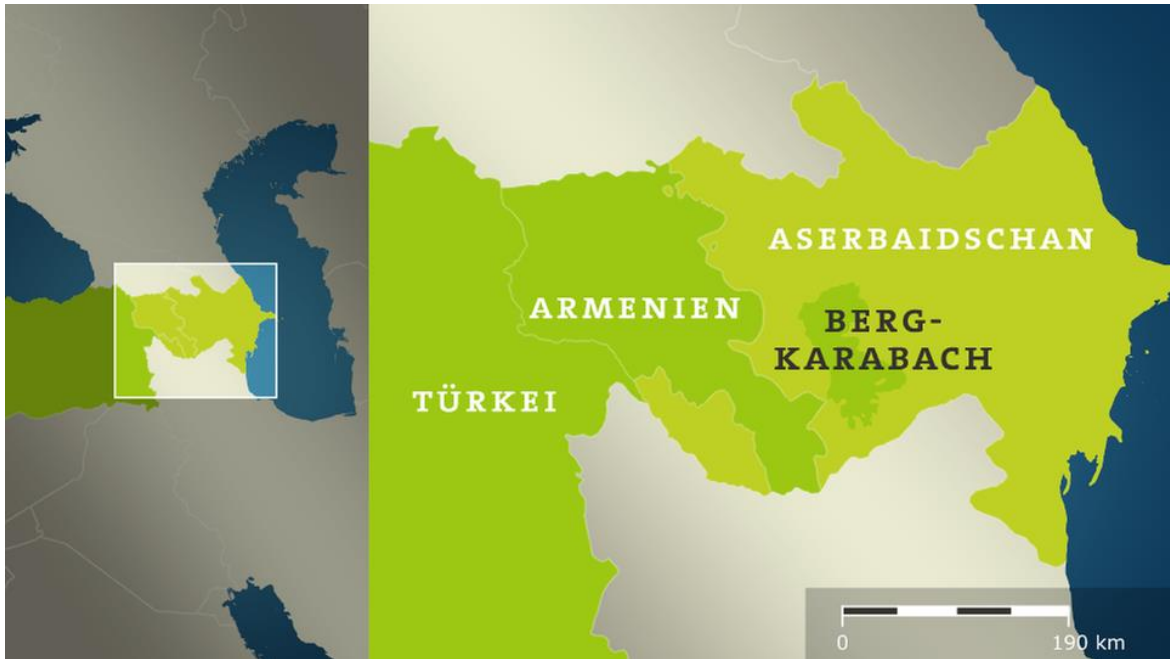 ASERBAIDSCHAN
ARMENIEN
BERG-
KARABACH
TÜRKEI
0 190 km